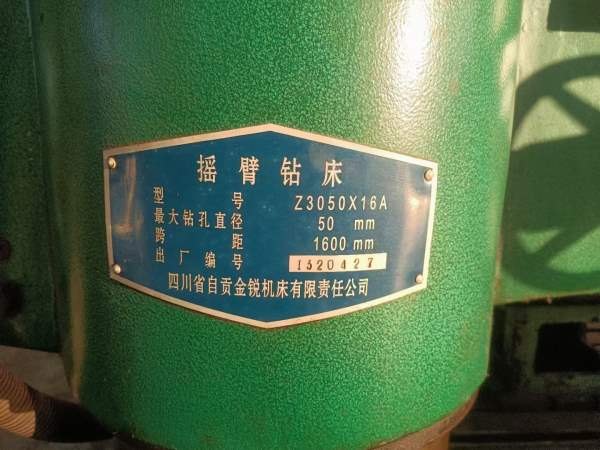 摇臂钻床
型号 Z3050X16A
最大钻孔直径 50 mm
跨距 1600 mm
出厂编号 1320427
四川省自贡金锐机床有限责任公司